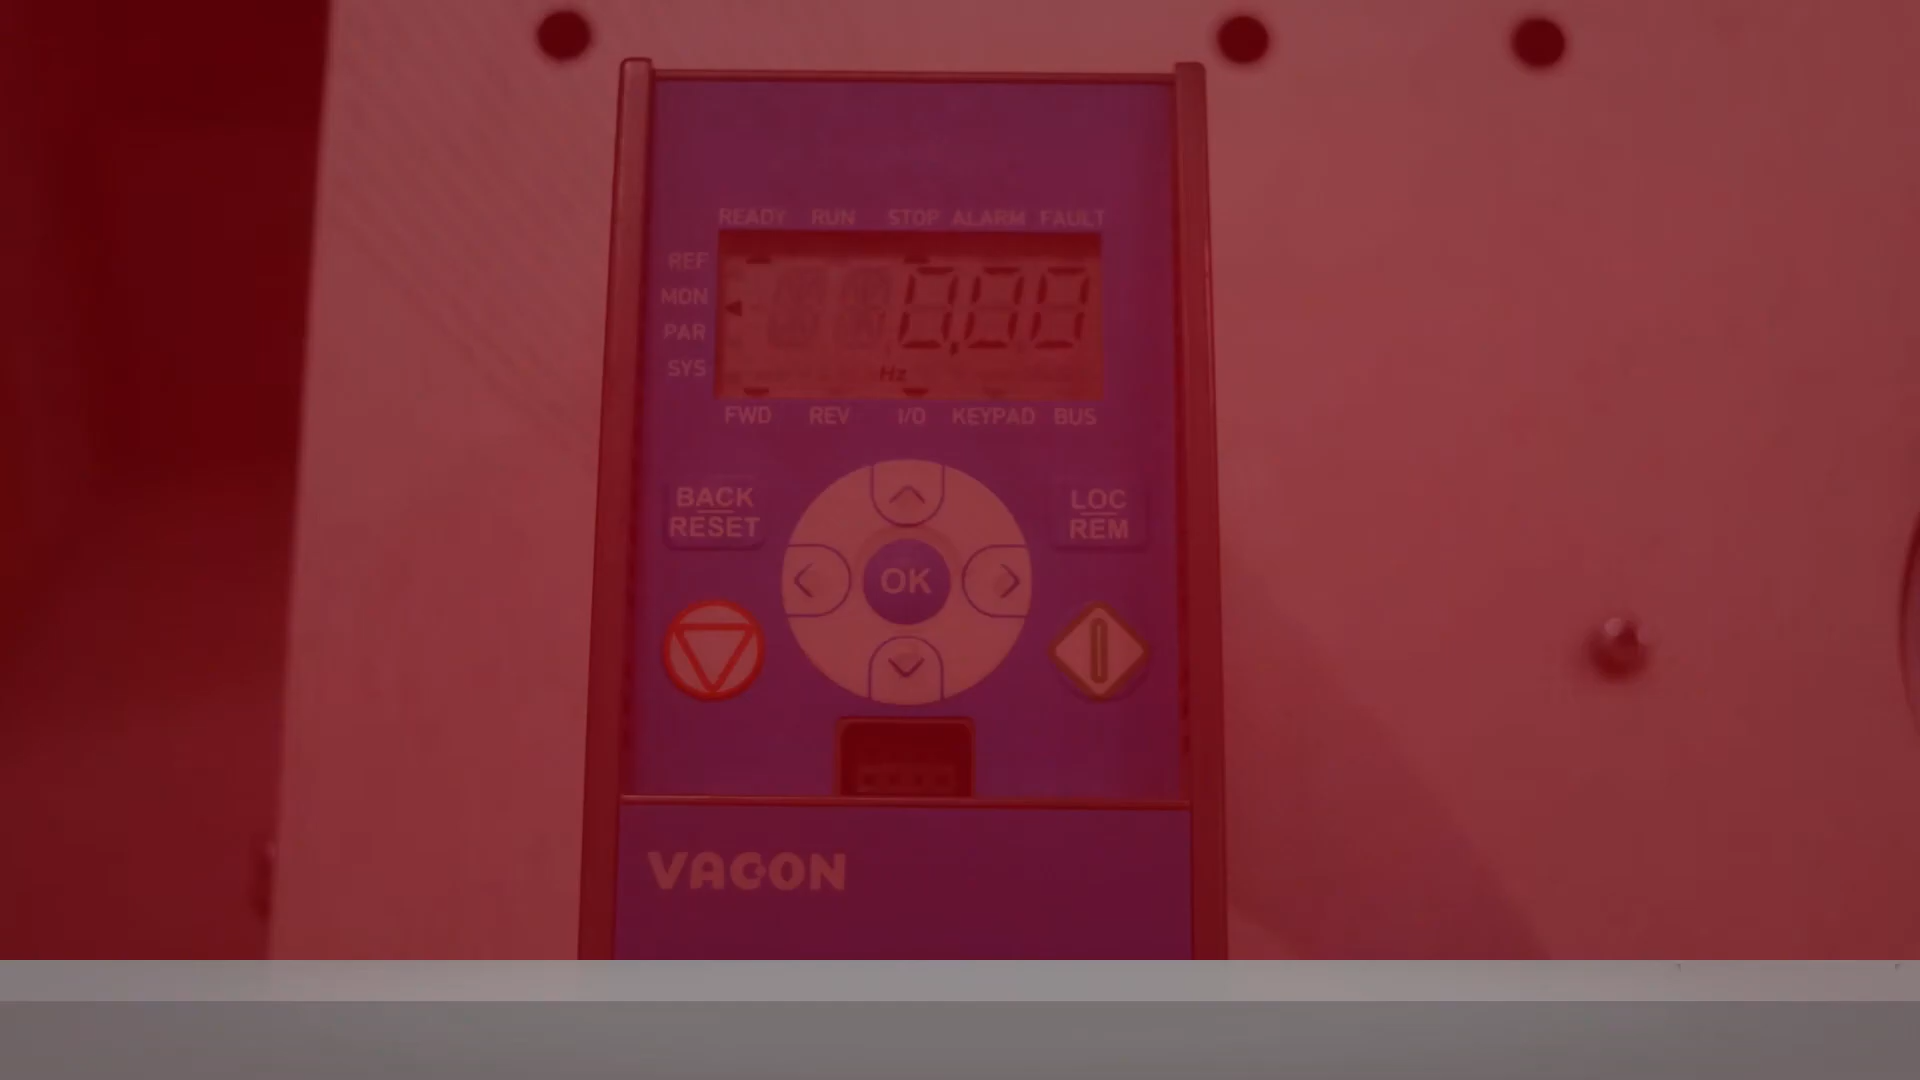 READY RUN STOP ALARM FAULT
REF
MON
PAR
SYS
0,00
Hz
FWD REV I/O KEYPAD BUS
BACK
RESET
LOC
REM
OK
VACON